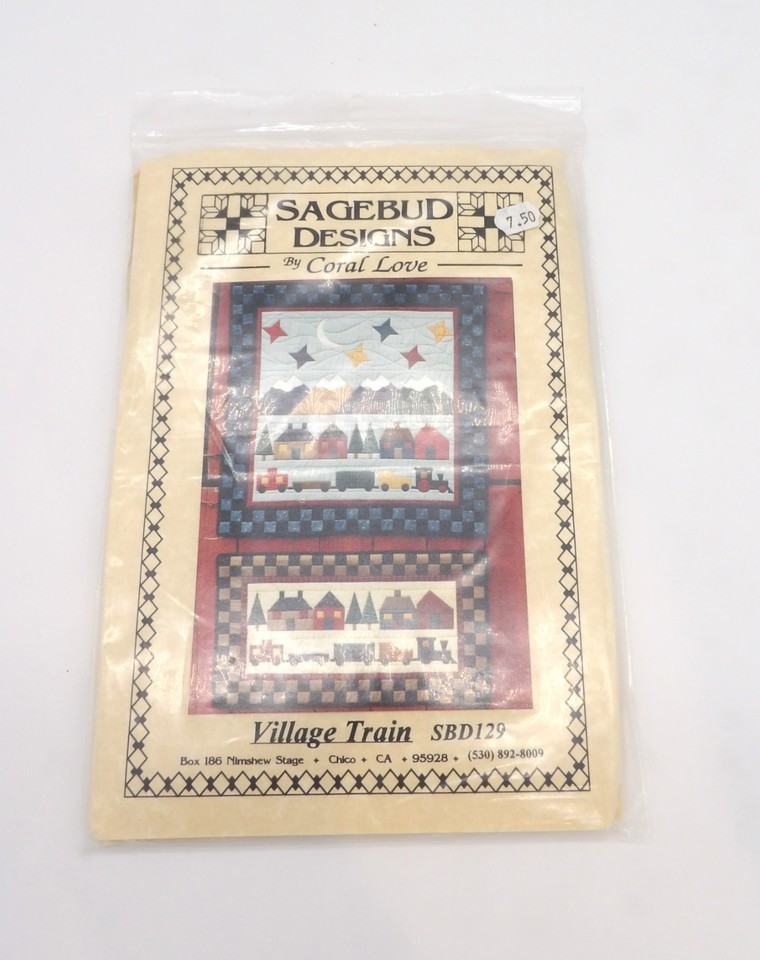 SAGEBUD
DESIGNS
7.50
By Coral Love
Village Train SBD129
Box 186 Nimshew Stage + Chico + CA + 95928 + (530) 892-8009